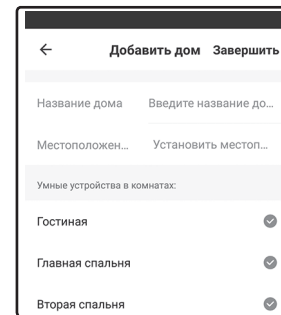 Добавить дом Завершить
Название дома Введите название до...
Местоположен... Установить местоп...
Умные устройства в комнатах:
Гостиная
Главная спальня
Вторая спальня